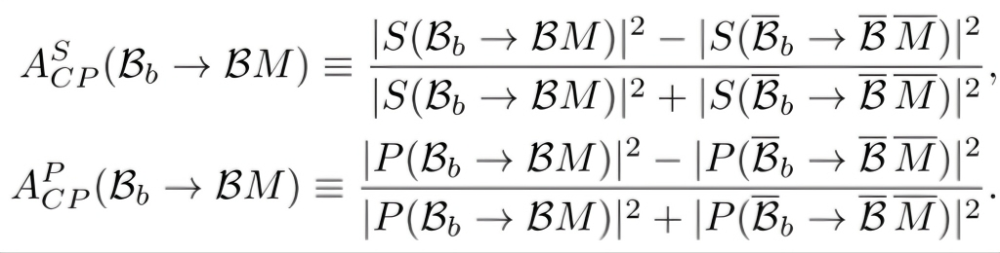 $A_{CP}^{S}(\mathcal{B}_b \to \mathcal{B}M) \equiv \frac{|S(\mathcal{B}_b \to \mathcal{B}M)|^2 - |S(\overline{\mathcal{B}}_b \to \overline{\mathcal{B}}\,\overline{M})|^2}{|S(\mathcal{B}_b \to \mathcal{B}M)|^2 + |S(\overline{\mathcal{B}}_b \to \overline{\mathcal{B}}\,\overline{M})|^2},$
$A_{CP}^{P}(\mathcal{B}_b \to \mathcal{B}M) \equiv \frac{|P(\mathcal{B}_b \to \mathcal{B}M)|^2 - |P(\overline{\mathcal{B}}_b \to \overline{\mathcal{B}}\,\overline{M})|^2}{|P(\mathcal{B}_b \to \mathcal{B}M)|^2 + |P(\overline{\mathcal{B}}_b \to \overline{\mathcal{B}}\,\overline{M})|^2}.$